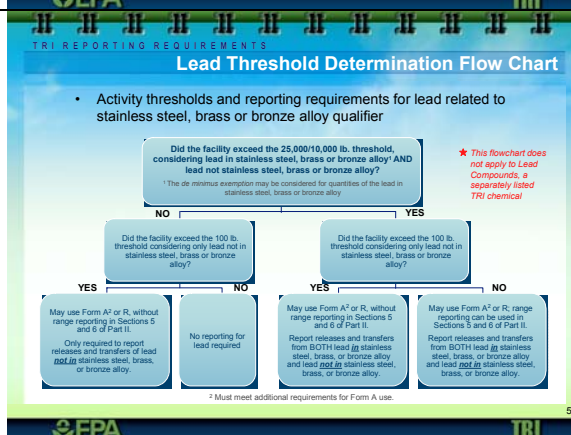 EPA
TRI
TRI REPORTING REQUIREMENTS
Lead Threshold Determination Flow Chart
• Activity thresholds and reporting requirements for lead related to
stainless steel, brass or bronze alloy qualifier
Did the facility exceed the 25,000/10,000 lb. threshold,
considering lead in stainless steel, brass or bronze alloy¹ AND
lead not stainless steel, brass or bronze alloy?
¹ The de minimus exemption may be considered for quantities of the lead in
stainless steel, brass or bronze alloy
★ This flowchart does
not apply to Lead
Compounds, a
separately listed
TRI chemical
NO
YES
Did the facility exceed the 100 lb.
threshold considering only lead not in
stainless steel, brass or bronze
alloy?
Did the facility exceed the 100 lb.
threshold considering only lead not in
stainless steel, brass or bronze
alloy?
YES
NO
YES
NO
May use Form A² or R, without
range reporting in Sections 5
and 6 of Part II.
Only required to report
releases and transfers of lead
not in stainless steel, brass,
or bronze alloy.
No reporting for
lead required
May use Form A² or R, without
range reporting in Sections 5
and 6 of Part II.
Report releases and transfers
from BOTH lead in stainless
steel, brass, or bronze alloy
and lead not in stainless steel,
brass, or bronze alloy.
May use Form A² or R; range
reporting can be used in
Sections 5 and 6 of Part II.
Report releases and transfers
from BOTH lead in stainless
steel, brass, or bronze alloy
and lead not in stainless steel,
brass, or bronze alloy.
² Must meet additional requirements for Form A use.
5
EPA
TRI